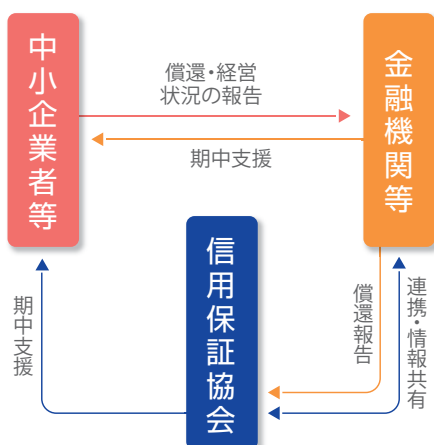 中小企業者等
償還・経営
状況の報告
期中支援
金融機関等
信用保証協会
期中支援
償還報告
連携・情報共有